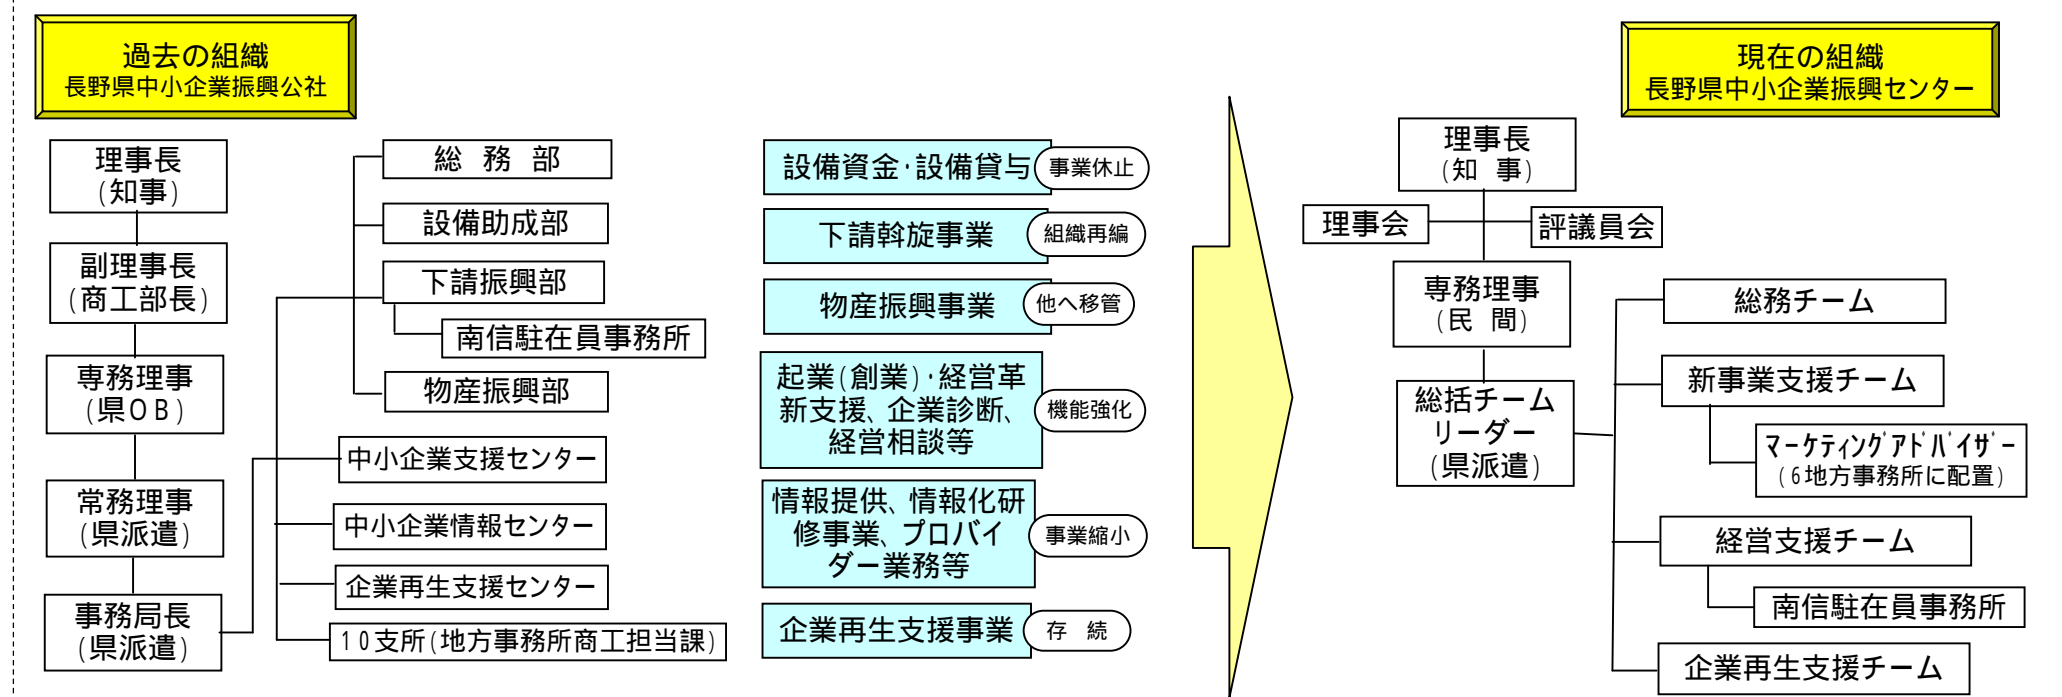 過去の組織
長野県中小企業振興公社
理事長
(知事)
副理事長
(商工部長)
専務理事
(県OB)
常務理事
(県派遣)
事務局長
(県派遣)
総 務 部
設備助成部
下請振興部
南信駐在員事務所
物産振興部
中小企業支援センター
中小企業情報センター
企業再生支援センター
10支所(地方事務所商工担当課)
設備資金・設備貸与
事業休止
下請斡旋事業
組織再編
物産振興事業
他へ移管
起業(創業)・経営革
新支援、企業診断、
経営相談等
機能強化
情報提供、情報化研
修事業、プロバイ
ダー業務等
事業縮小
企業再生支援事業
存 続
現在の組織
長野県中小企業振興センター
理事長
(知 事)
理事会
評議員会
専務理事
(民 間)
総括チーム
リーダー
(県派遣)
総務チーム
新事業支援チーム
マーケティングアドバイザー
(6地方事務所に配置)
経営支援チーム
南信駐在員事務所
企業再生支援チーム